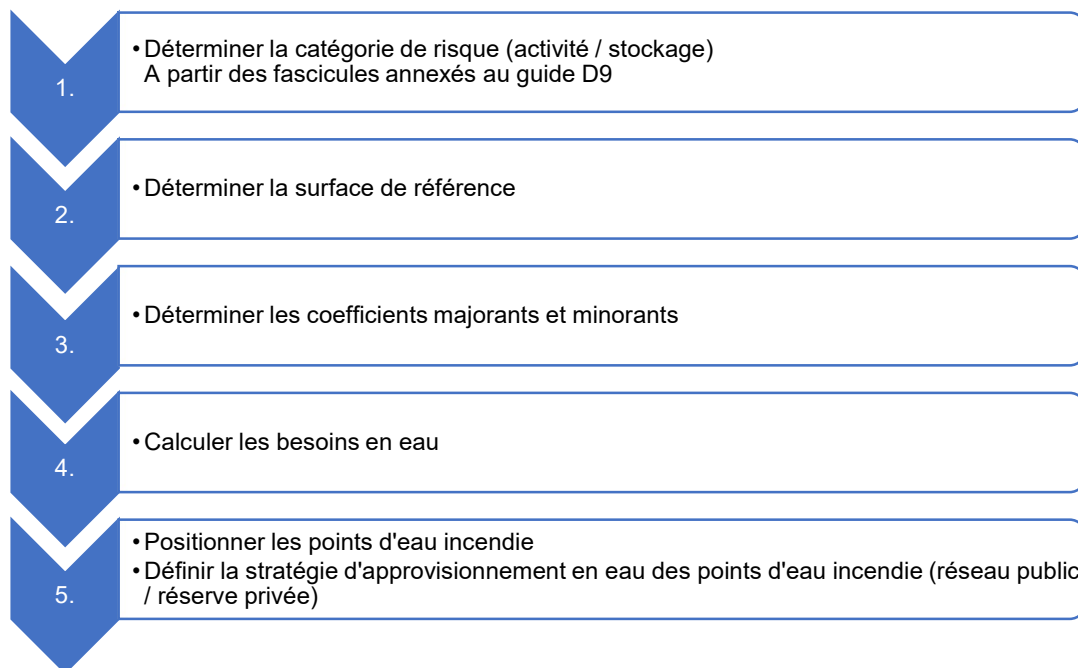 1.
•Déterminer la catégorie de risque (activité / stockage)
A partir des fascicules annexés au guide D9
2.
•Déterminer la surface de référence
3.
•Déterminer les coefficients majorants et minorants
4.
•Calculer les besoins en eau
5.
•Positionner les points d'eau incendie
•Définir la stratégie d'approvisionnement en eau des points d'eau incendie (réseau public
/ réserve privée)